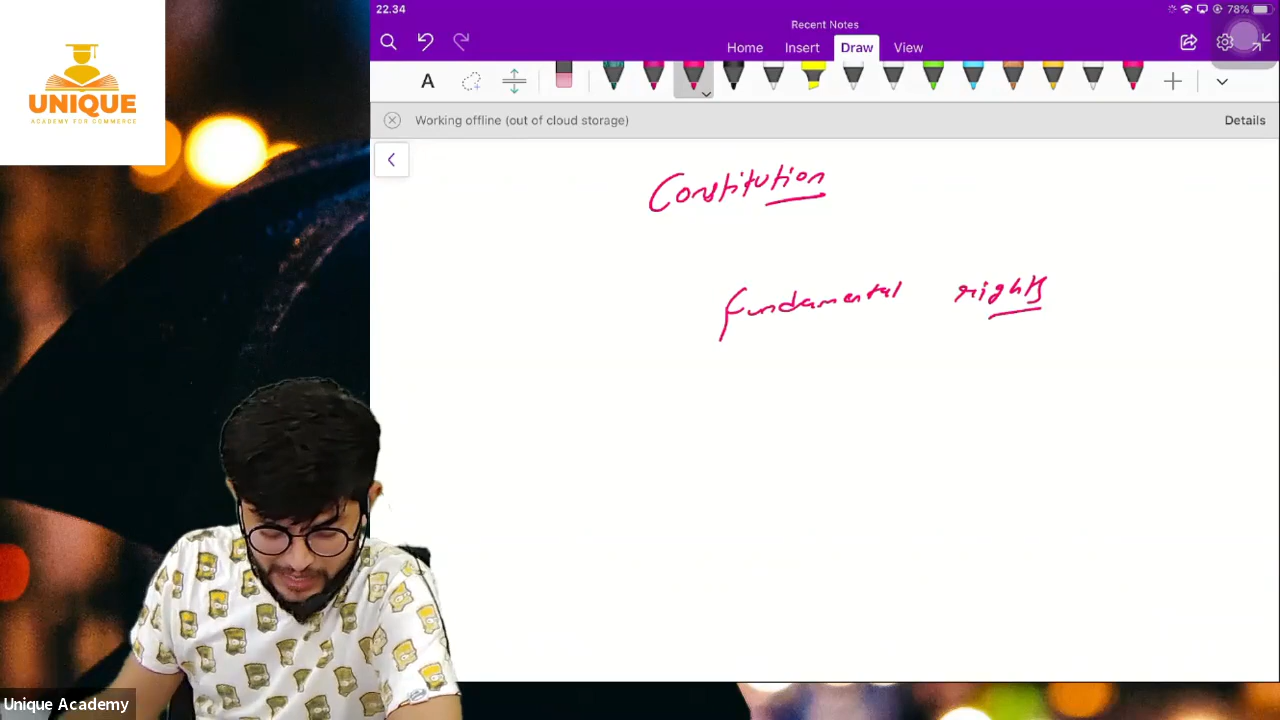 22.34
78%
Recent Notes
Home Insert Draw View
UNIQUE
ACADEMY FOR COMMERCE
A
Working offline (out of cloud storage)
Details
Constitution
fundamental rights
Unique Academy